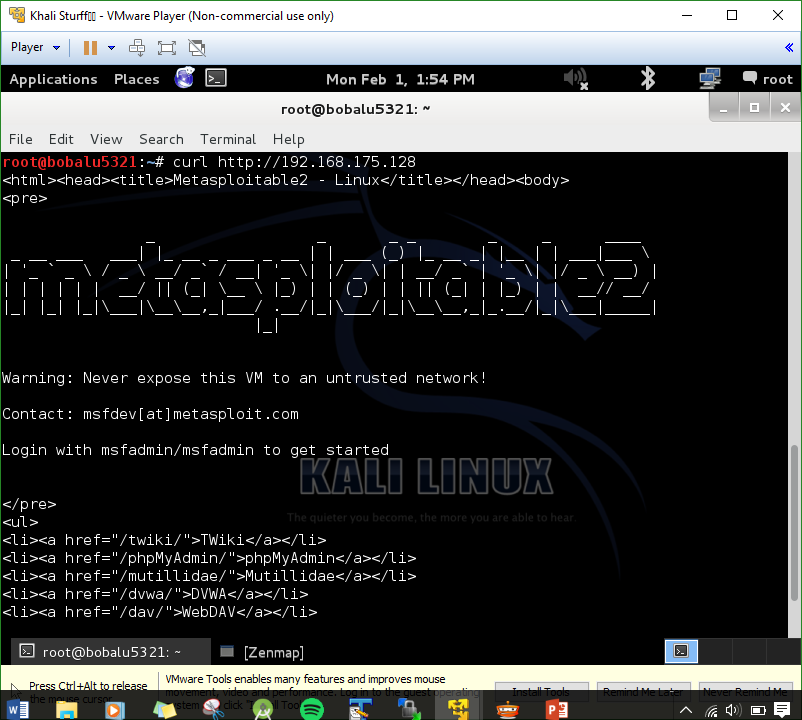 Khali Sturff - VMware Player (Non-commercial use only)
Player
Applications Places Mon Feb 1, 1:54 PM root
root@bobalu5321: ~
File Edit View Search Terminal Help
root@bobalu5321:~# curl http://192.168.175.128
<html><head><title>Metasploitable2 - Linux</title></head><body>
<pre>
metasploitable2
Warning: Never expose this VM to an untrusted network!
Contact: msfdev[at]metasploit.com
Login with msfadmin/msfadmin to get started
KALI LINUX
The quieter you become, the more you are able to hear.
</pre>
<ul>
<li><a href="/twiki/">TWiki</a></li>
<li><a href="/phpMyAdmin/">phpMyAdmin</a></li>
<li><a href="/mutillidae/">Mutillidae</a></li>
<li><a href="/dvwa/">DVWA</a></li>
<li><a href="/dav/">WebDAV</a></li>
root@bobalu5321: ~ [Zenmap]
Press Ctrl+Alt to release
the mouse cursor.
VMware Tools enables many features and improves mouse
movement, video and performance. Log in to the guest operating
click "Install Tools
Install Tools Remind Me Later Never Remind Me